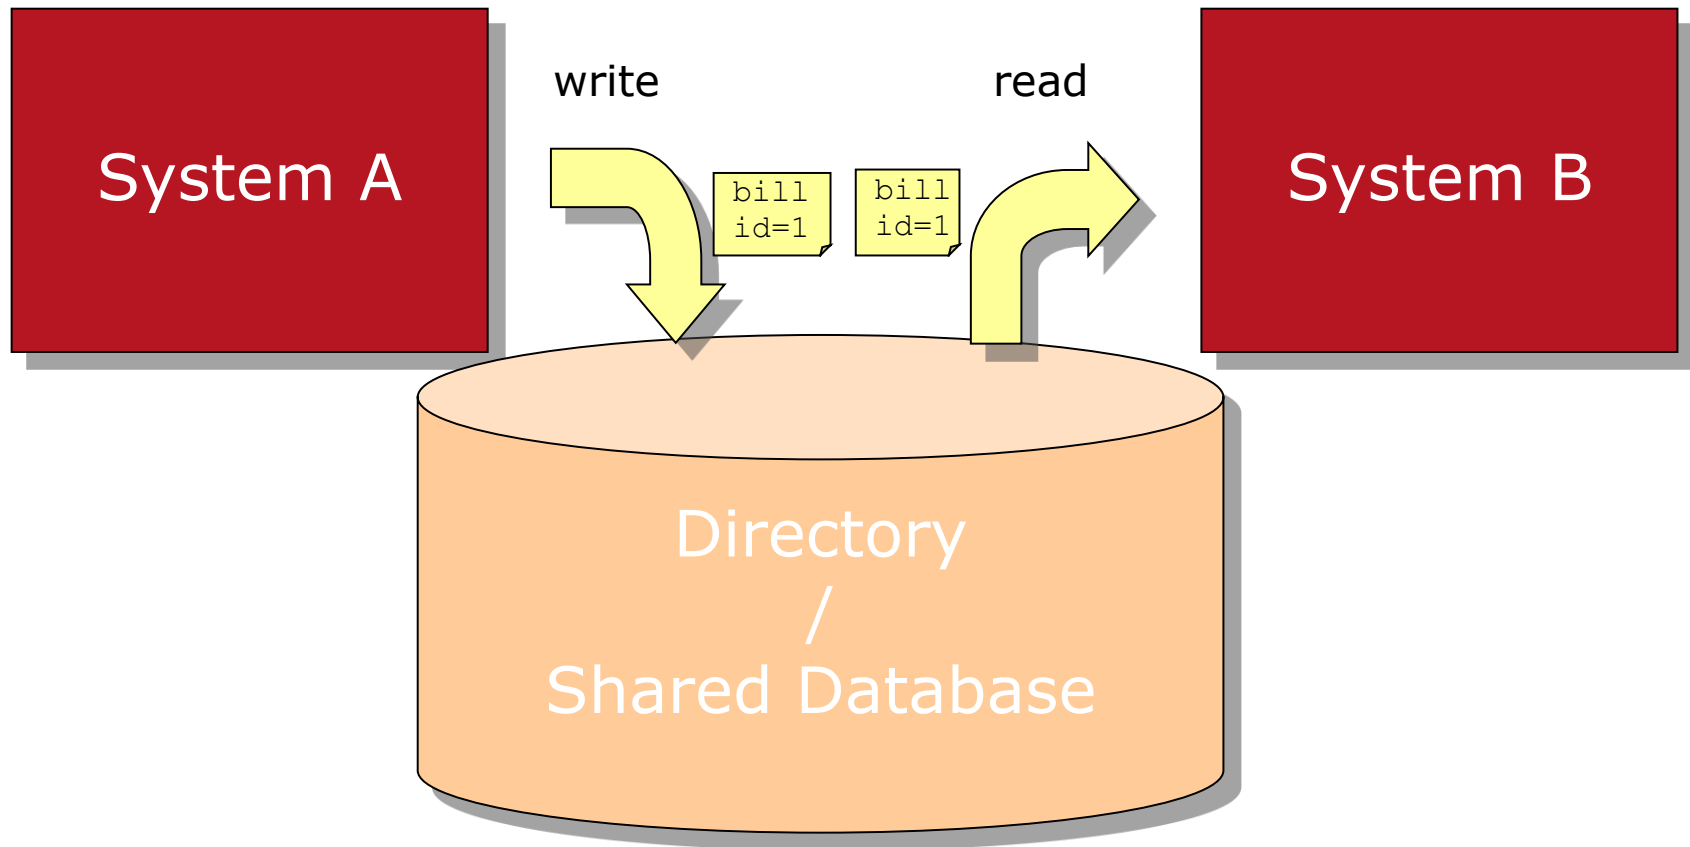 write
read
System A
System B
bill
id=1
bill
id=1
Directory
/
Shared Database